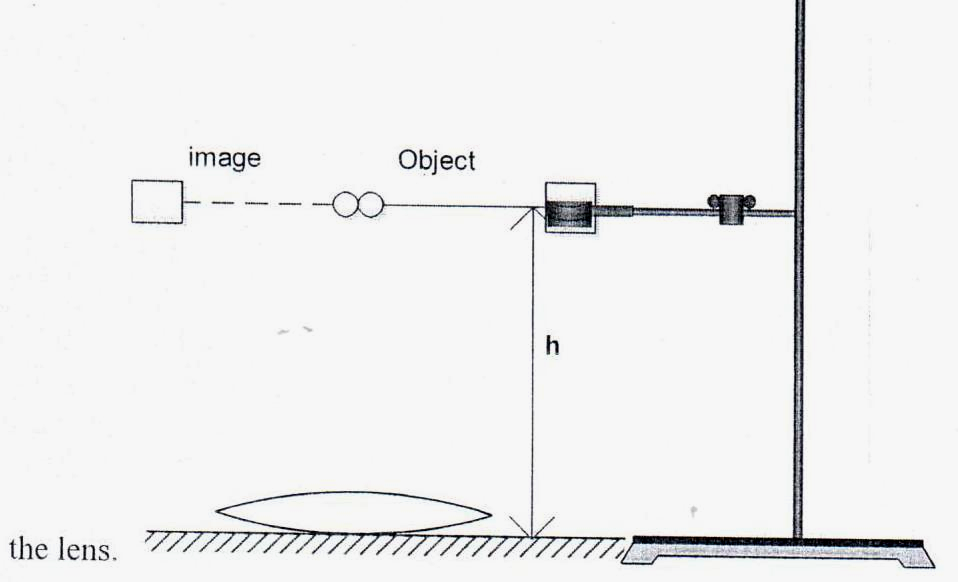 image
Object
h
the lens.